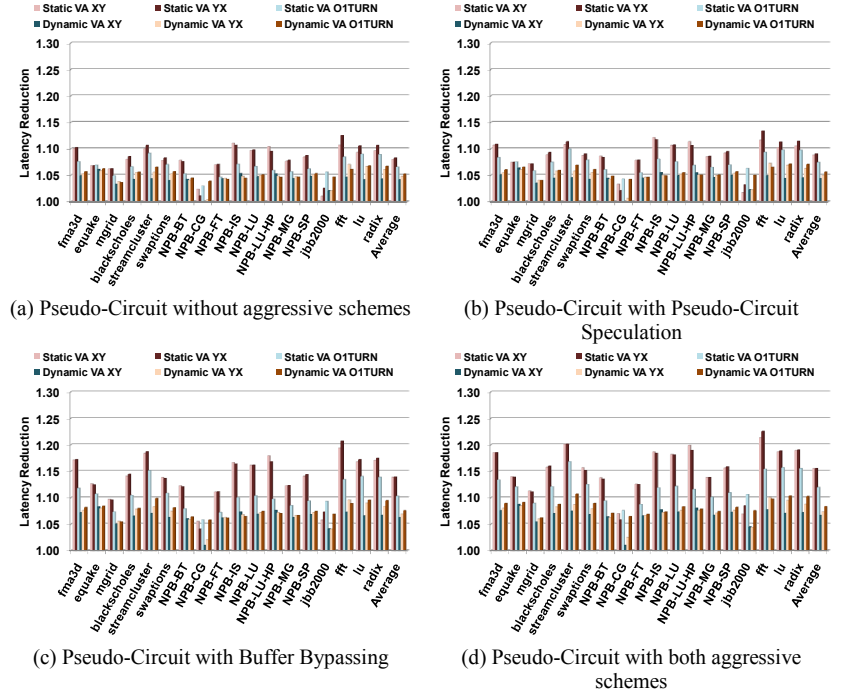 Static VA XY Static VA YX Static VA O1TURN
Dynamic VA XY Dynamic VA YX Dynamic VA O1TURN
Latency Reduction
1.30
1.25
1.20
1.15
1.10
1.05
1.00
fma3d
equake
mgrid
blackscholes
streamcluster
swaptions
NPB-BT
NPB-CG
NPB-FT
NPB-IS
NPB-LU
NPB-LU-HP
NPB-MG
NPB-SP
jbb2000
fft
lu
radix
Average
(a) Pseudo-Circuit without aggressive schemes
Static VA XY Static VA YX Static VA O1TURN
Dynamic VA XY Dynamic VA YX Dynamic VA O1TURN
Latency Reduction
1.30
1.25
1.20
1.15
1.10
1.05
1.00
fma3d
equake
mgrid
blackscholes
streamcluster
swaptions
NPB-BT
NPB-CG
NPB-FT
NPB-IS
NPB-LU
NPB-LU-HP
NPB-MG
NPB-SP
jbb2000
fft
lu
radix
Average
(b) Pseudo-Circuit with Pseudo-Circuit
Speculation
Static VA XY Static VA YX Static VA O1TURN
Dynamic VA XY Dynamic VA YX Dynamic VA O1TURN
Latency Reduction
1.30
1.25
1.20
1.15
1.10
1.05
1.00
fma3d
equake
mgrid
blackscholes
streamcluster
swaptions
NPB-BT
NPB-CG
NPB-FT
NPB-IS
NPB-LU
NPB-LU-HP
NPB-MG
NPB-SP
jbb2000
fft
lu
radix
Average
(c) Pseudo-Circuit with Buffer Bypassing
Static VA XY Static VA YX Static VA O1TURN
Dynamic VA XY Dynamic VA YX Dynamic VA O1TURN
Latency Reduction
1.30
1.25
1.20
1.15
1.10
1.05
1.00
fma3d
equake
mgrid
blackscholes
streamcluster
swaptions
NPB-BT
NPB-CG
NPB-FT
NPB-IS
NPB-LU
NPB-LU-HP
NPB-MG
NPB-SP
jbb2000
fft
lu
radix
Average
(d) Pseudo-Circuit with both aggressive
schemes